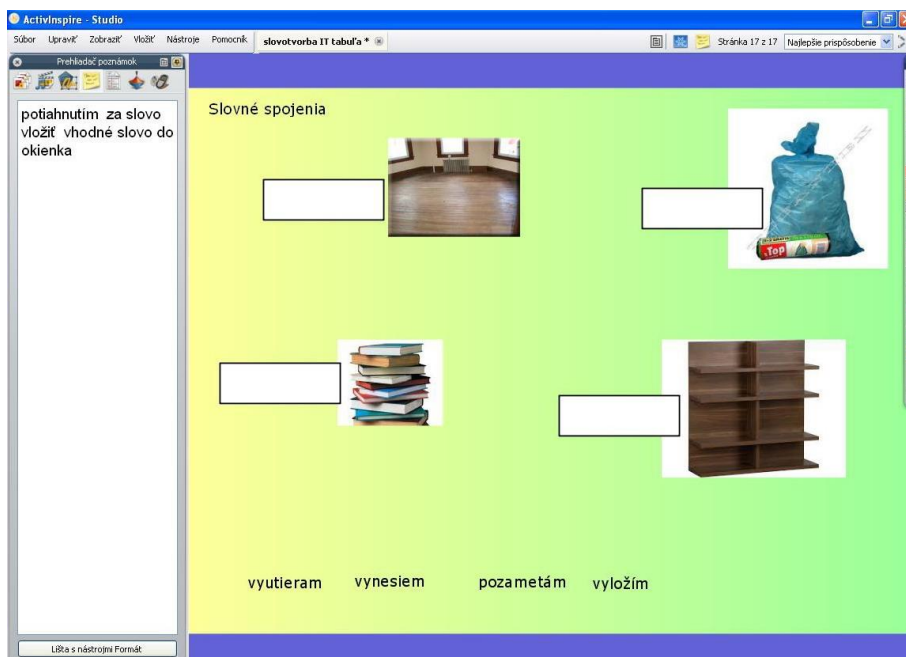 ActivInspire - Studio
Súbor Upraviť Zobraziť Vložiť Nástroje Pomocník slovotvorba IT tabuľa * Stránka 17 z 17 Najlepšie prispôsobenie
Prehliadač poznámok
potiahnutím za slovo
vložiť vhodné slovo do
okienka
Slovné spojenia
Top
vyutieram vynesiem pozametám vyložím
Lišta s nástrojmi Formát